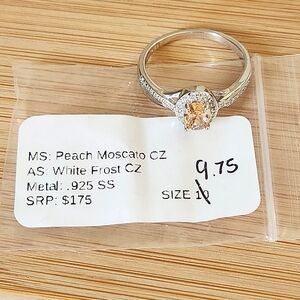 MS: Peach Moscato CZ
AS: White Frost CZ
Metal: .925 SS
9.75
SRP: $175 SIZE 10